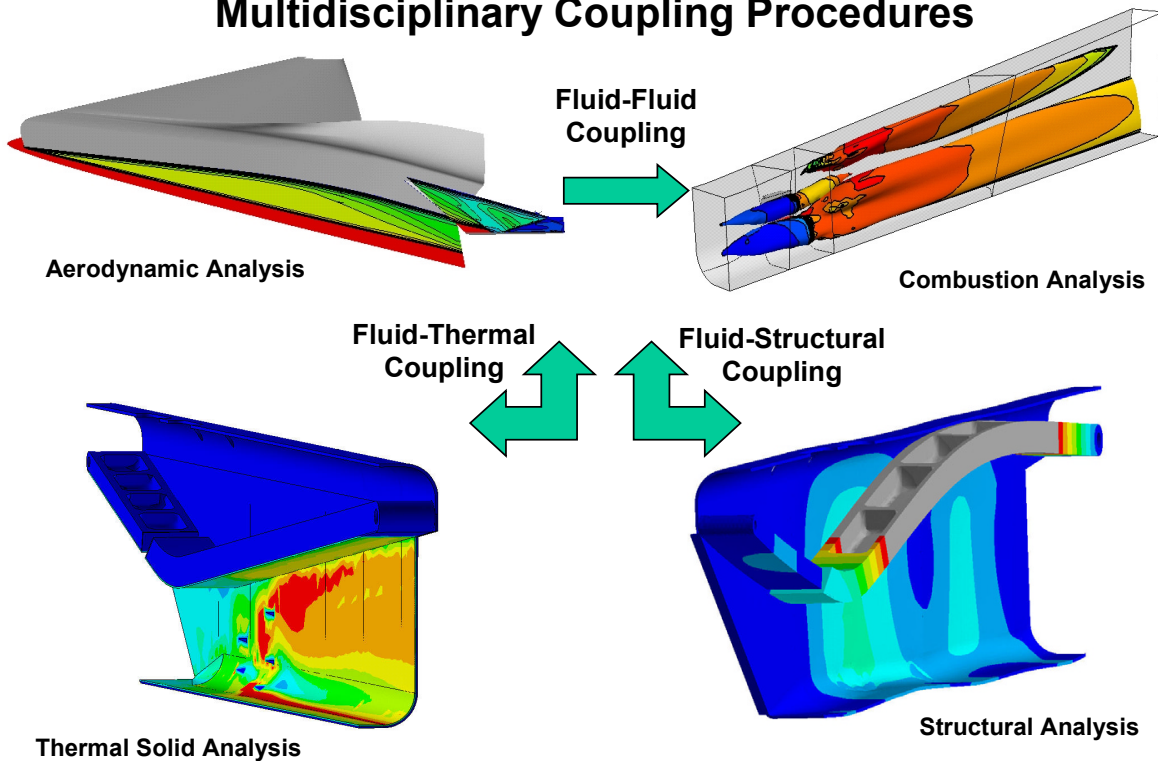 Multidisciplinary Coupling Procedures
Fluid-Fluid
Coupling
Aerodynamic Analysis
Combustion Analysis
Fluid-Thermal
Coupling
Fluid-Structural
Coupling
Thermal Solid Analysis
Structural Analysis